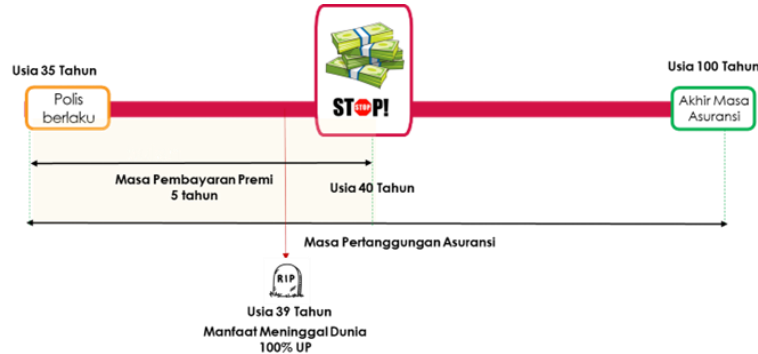 Usia 35 Tahun
Usia 100 Tahun
Polis
berlaku
STOP P!
Akhir Masa
Asuransi
Masa Pembayaran Premi
5 tahun
Usia 40 Tahun
Masa Pertanggungan Asuransi
RIP
Usia 39 Tahun
Manfaat Meninggal Dunia
100% UP